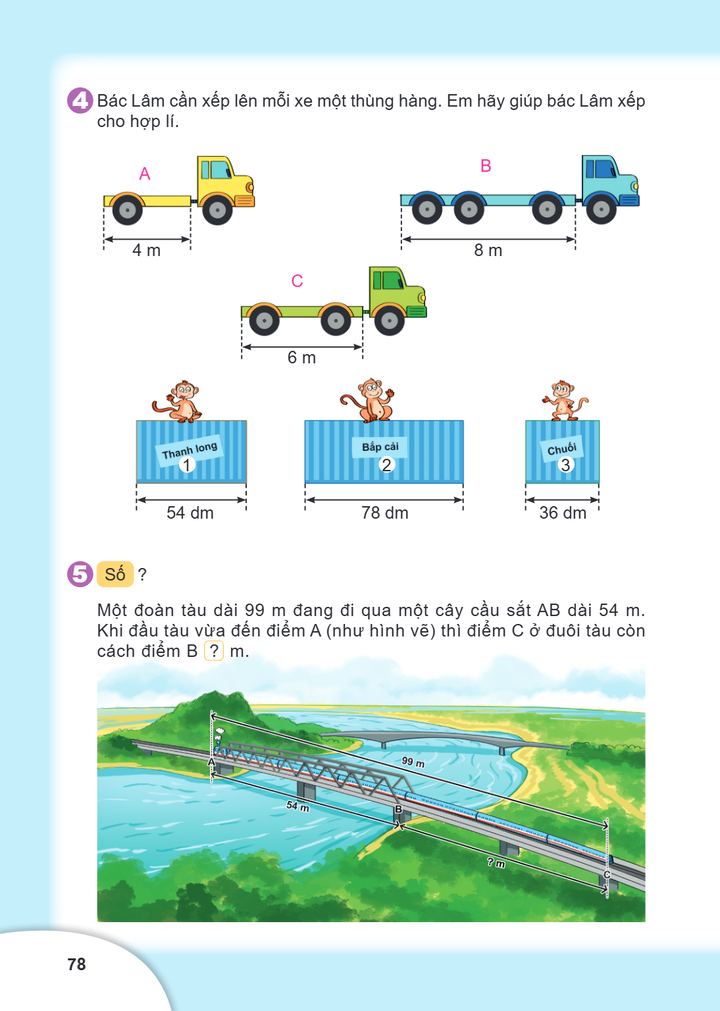 4 Bác Lâm cần xếp lên mỗi xe một thùng hàng. Em hãy giúp bác Lâm xếp
cho hợp lí.
A
B
4 m
8 m
C
6 m
Thanh long
1
Bắp cải
2
Chuối
3
54 dm
78 dm
36 dm
5 Số ?
Một đoàn tàu dài 99 m đang đi qua một cây cầu sắt AB dài 54 m.
Khi đầu tàu vừa đến điểm A (như hình vẽ) thì điểm C ở đuôi tàu còn
cách điểm B ? m.
99 m
A
54 m
B
? m
C
78